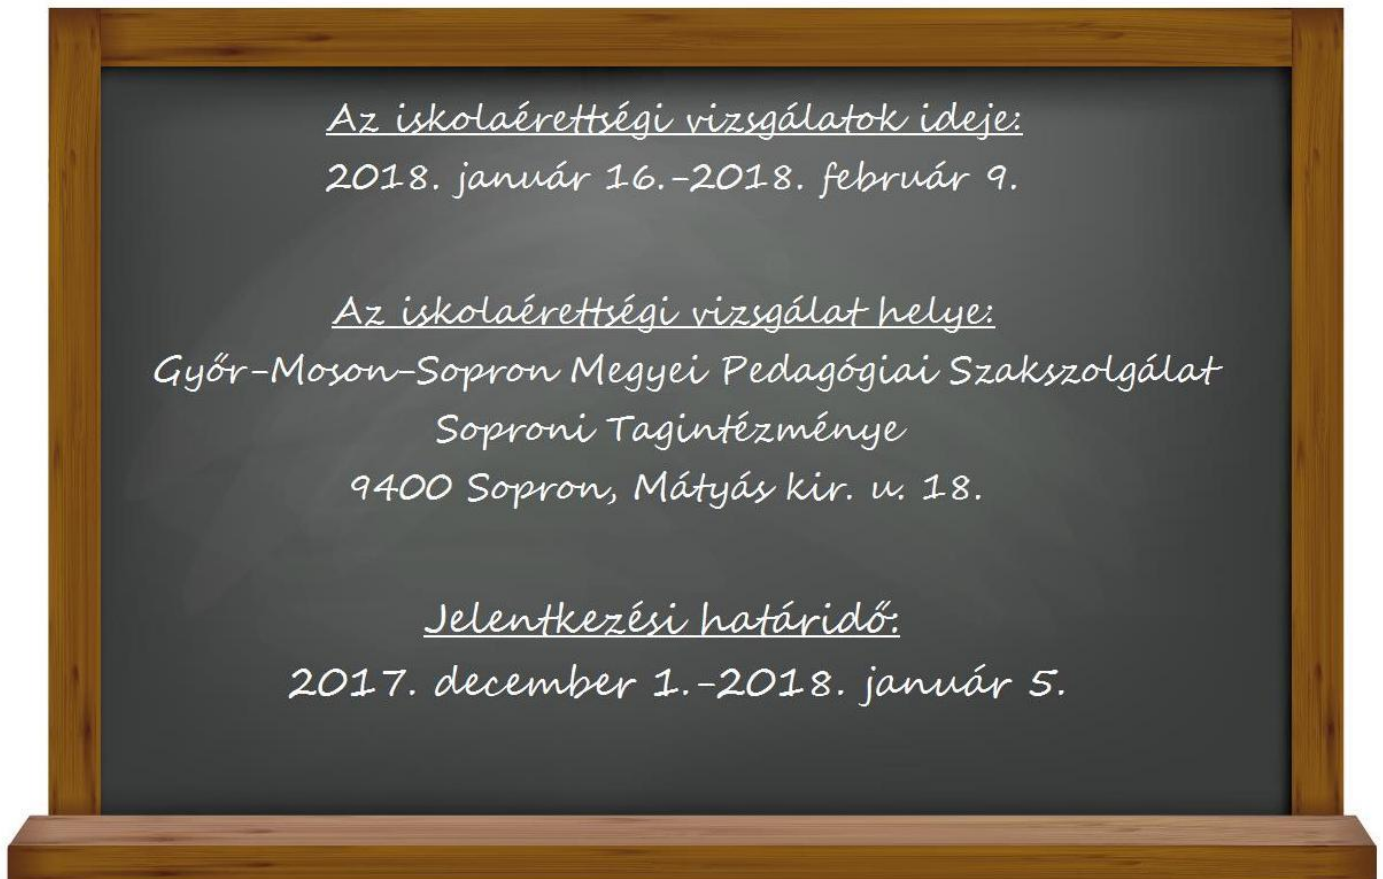 Az iskolaérettségi vizsgálatok ideje:
2018. január 16.-2018. február 9.
Az iskolaérettségi vizsgálat helye:
Győr-Moson-Sopron Megyei Pedagógiai Szakszolgálat
Soproni Tagintézménye
9400 Sopron, Mátyás kir. u. 18.
Jelentkezési határidő:
2017. december 1.-2018. január 5.